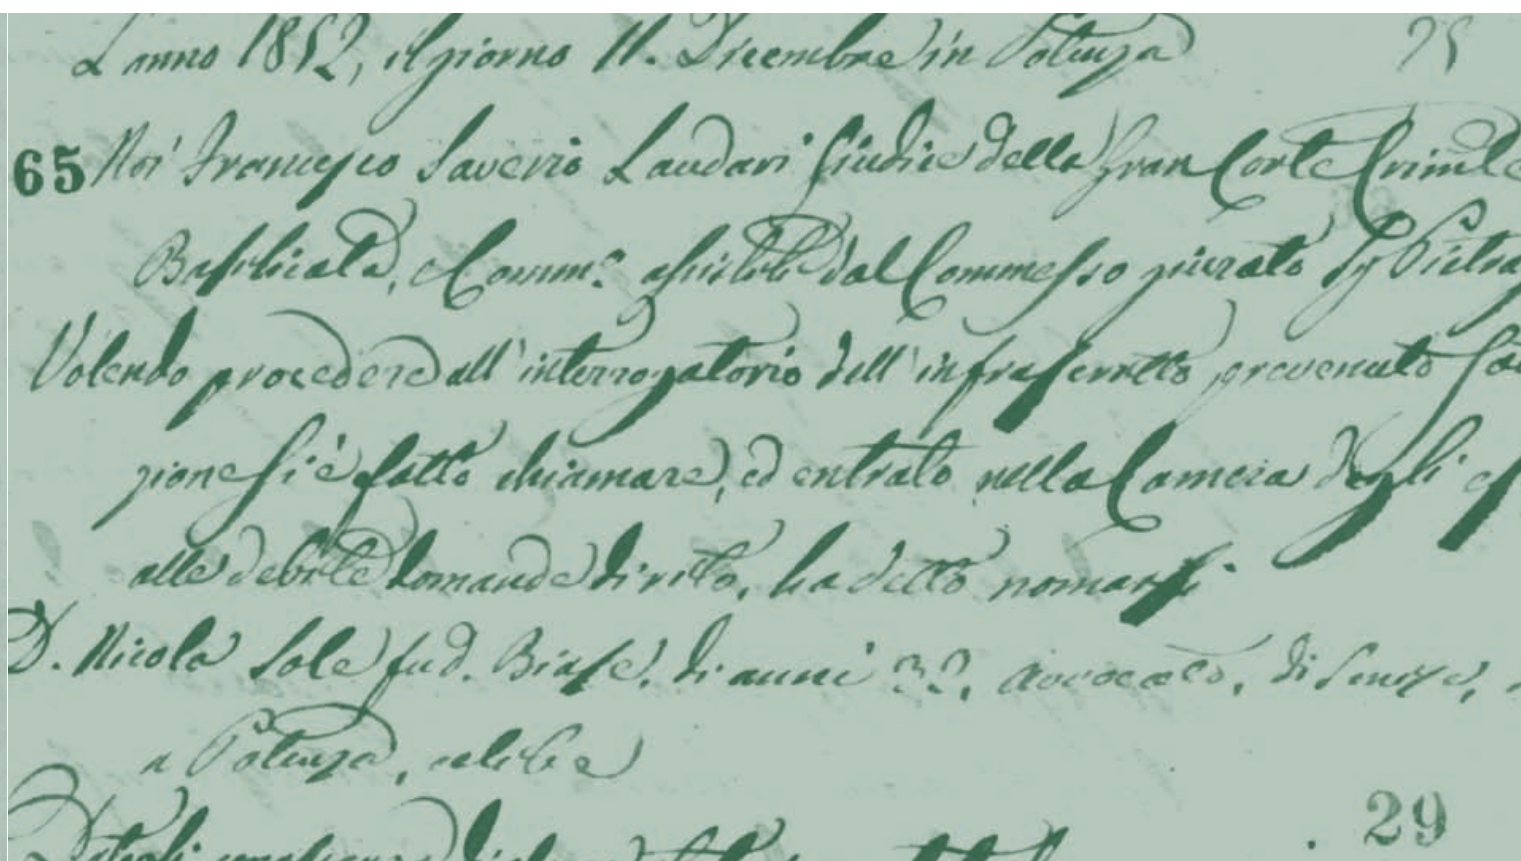 L'anno 1852, il giorno 11. Dicembre in Potenza 75
65 Noi Francesco Saverio Laudari Giudice della Gran Corte Crim.le
Basilicata, e Comm.e assistito dal Commesso giurato
Volendo procedere all'interrogatorio dell'infrascritto prevenuto
zione si è fatto chiamare, ed entrato nella Camera degli
alle debite domande di rito, ha detto nomarsi
D. Nicola Sole fu d. Biase, di anni 32, avvocato, di Senise,
a Potenza, celibe
29